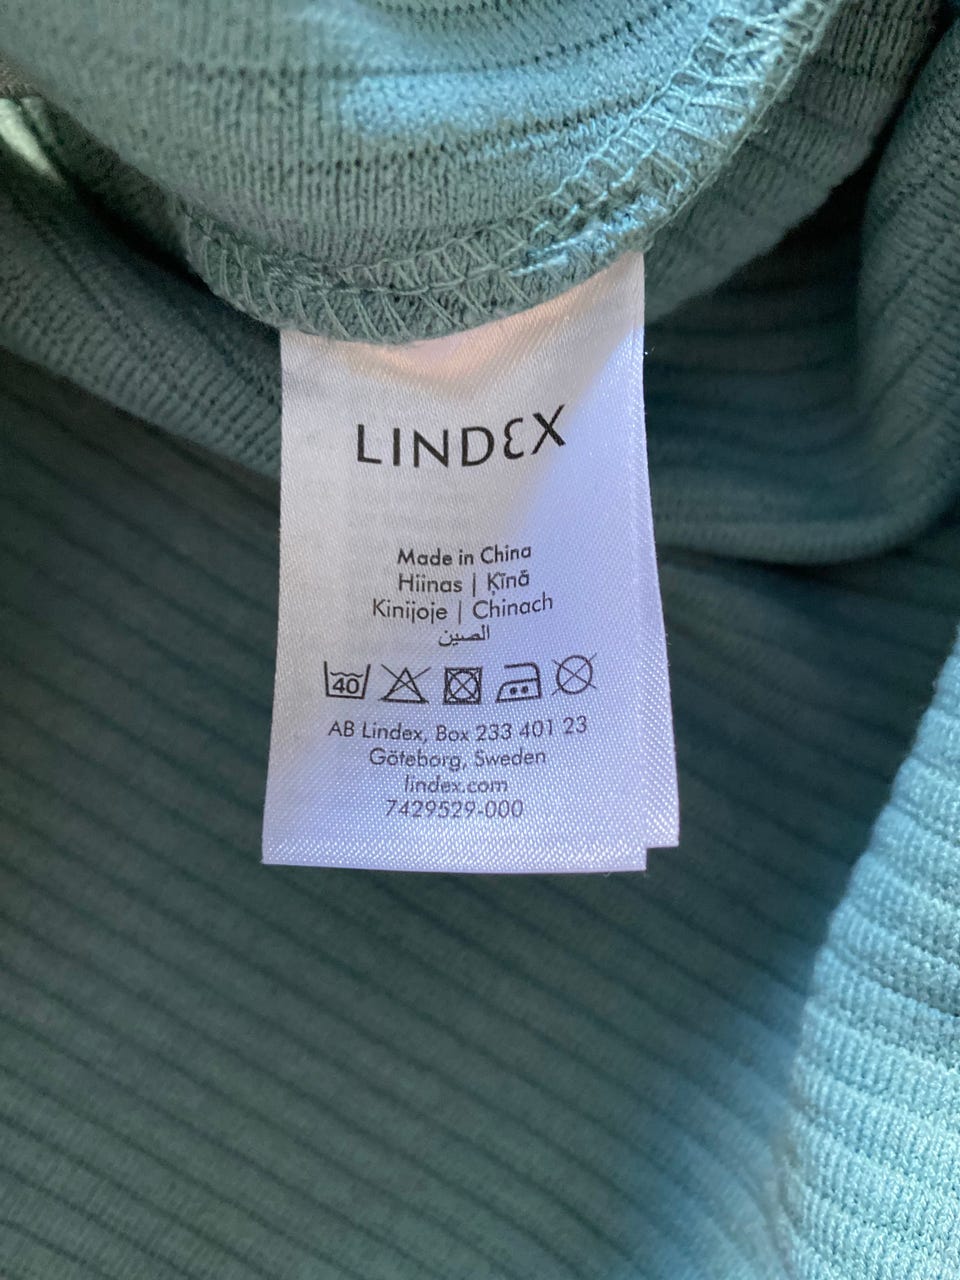 LINDEX
Made in China
Hiinas | Ķīnā
Kinijoje | Chinach
الصين
40
AB Lindex, Box 233 401 23
Göteborg, Sweden
lindex.com
7429529-000